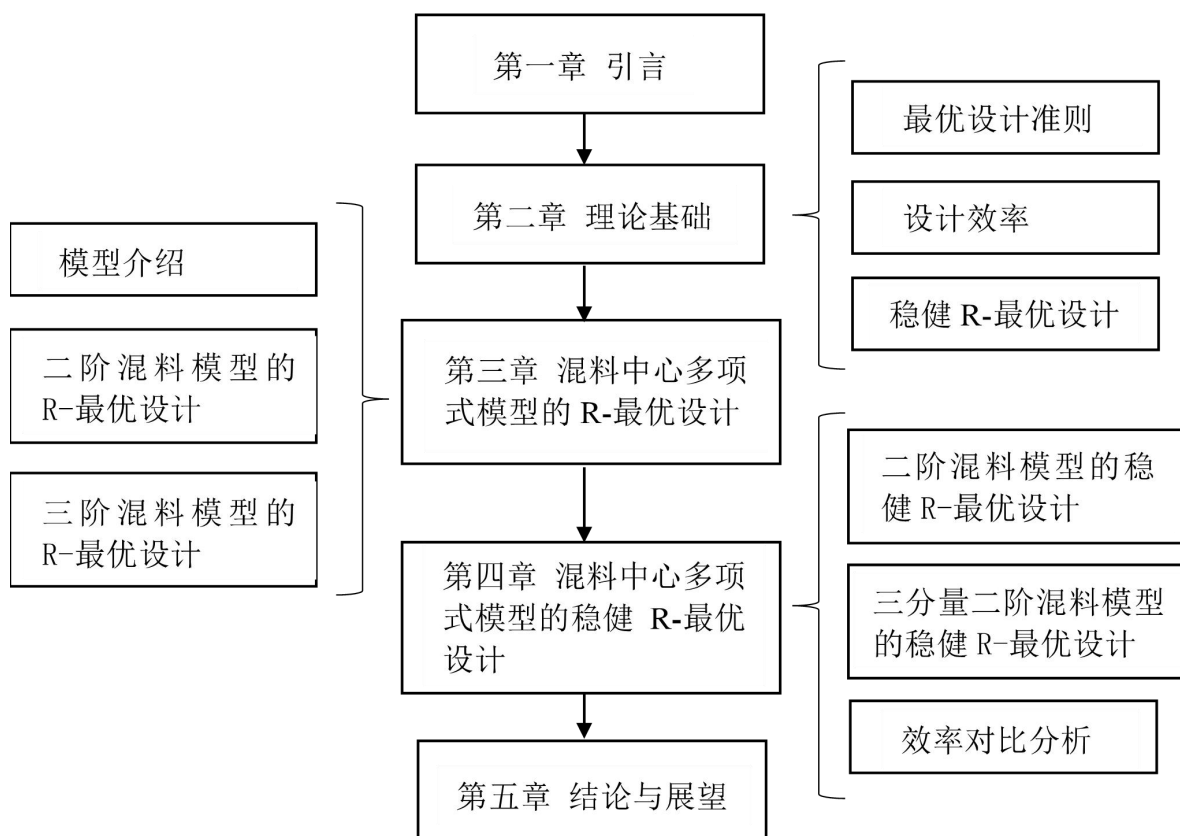 第一章 引言
最优设计准则
第二章 理论基础
设计效率
模型介绍
稳健 R-最优设计
二阶混料模型的
R-最优设计
第三章 混料中心多项
式模型的 R-最优设计
三阶混料模型的
R-最优设计
二阶混料模型的稳
健 R-最优设计
第四章 混料中心多项
式模型的稳健 R-最优
设计
三分量二阶混料模型
的稳健 R-最优设计
效率对比分析
第五章 结论与展望